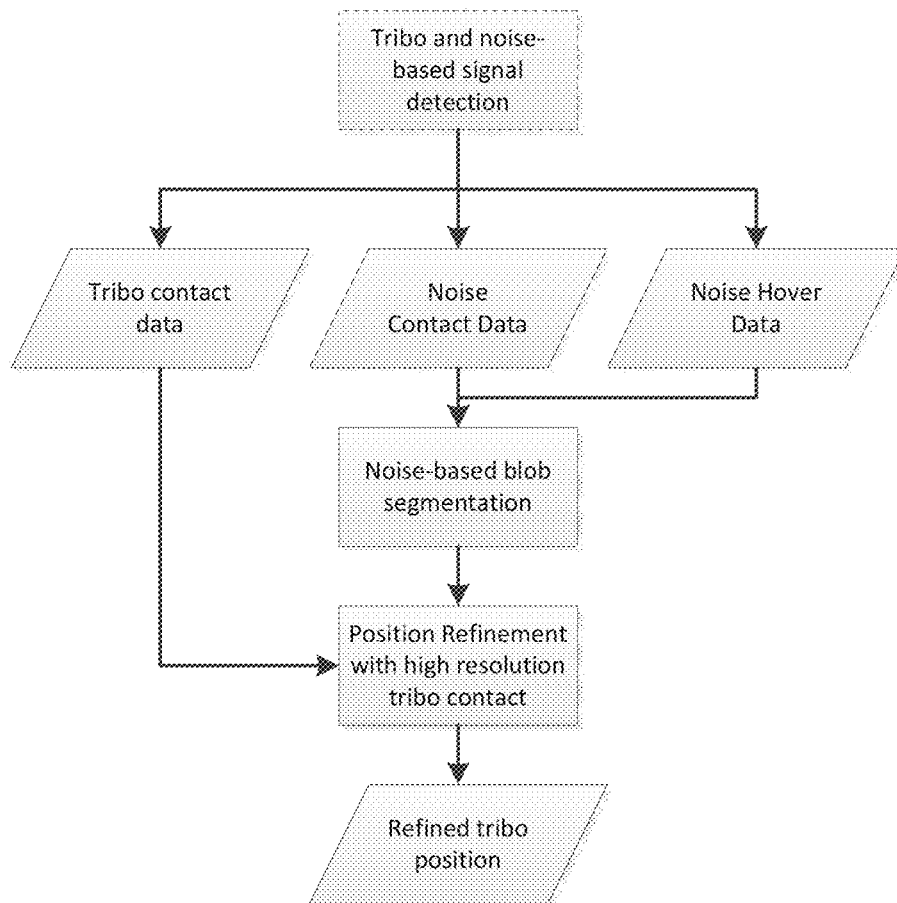 Tribo and noise-
based signal
detection
Tribo contact
data
Noise
Contact Data
Noise Hover
Data
Noise-based blob
segmentation
Position Refinement
with high resolution
tribo contact
Refined tribo
position